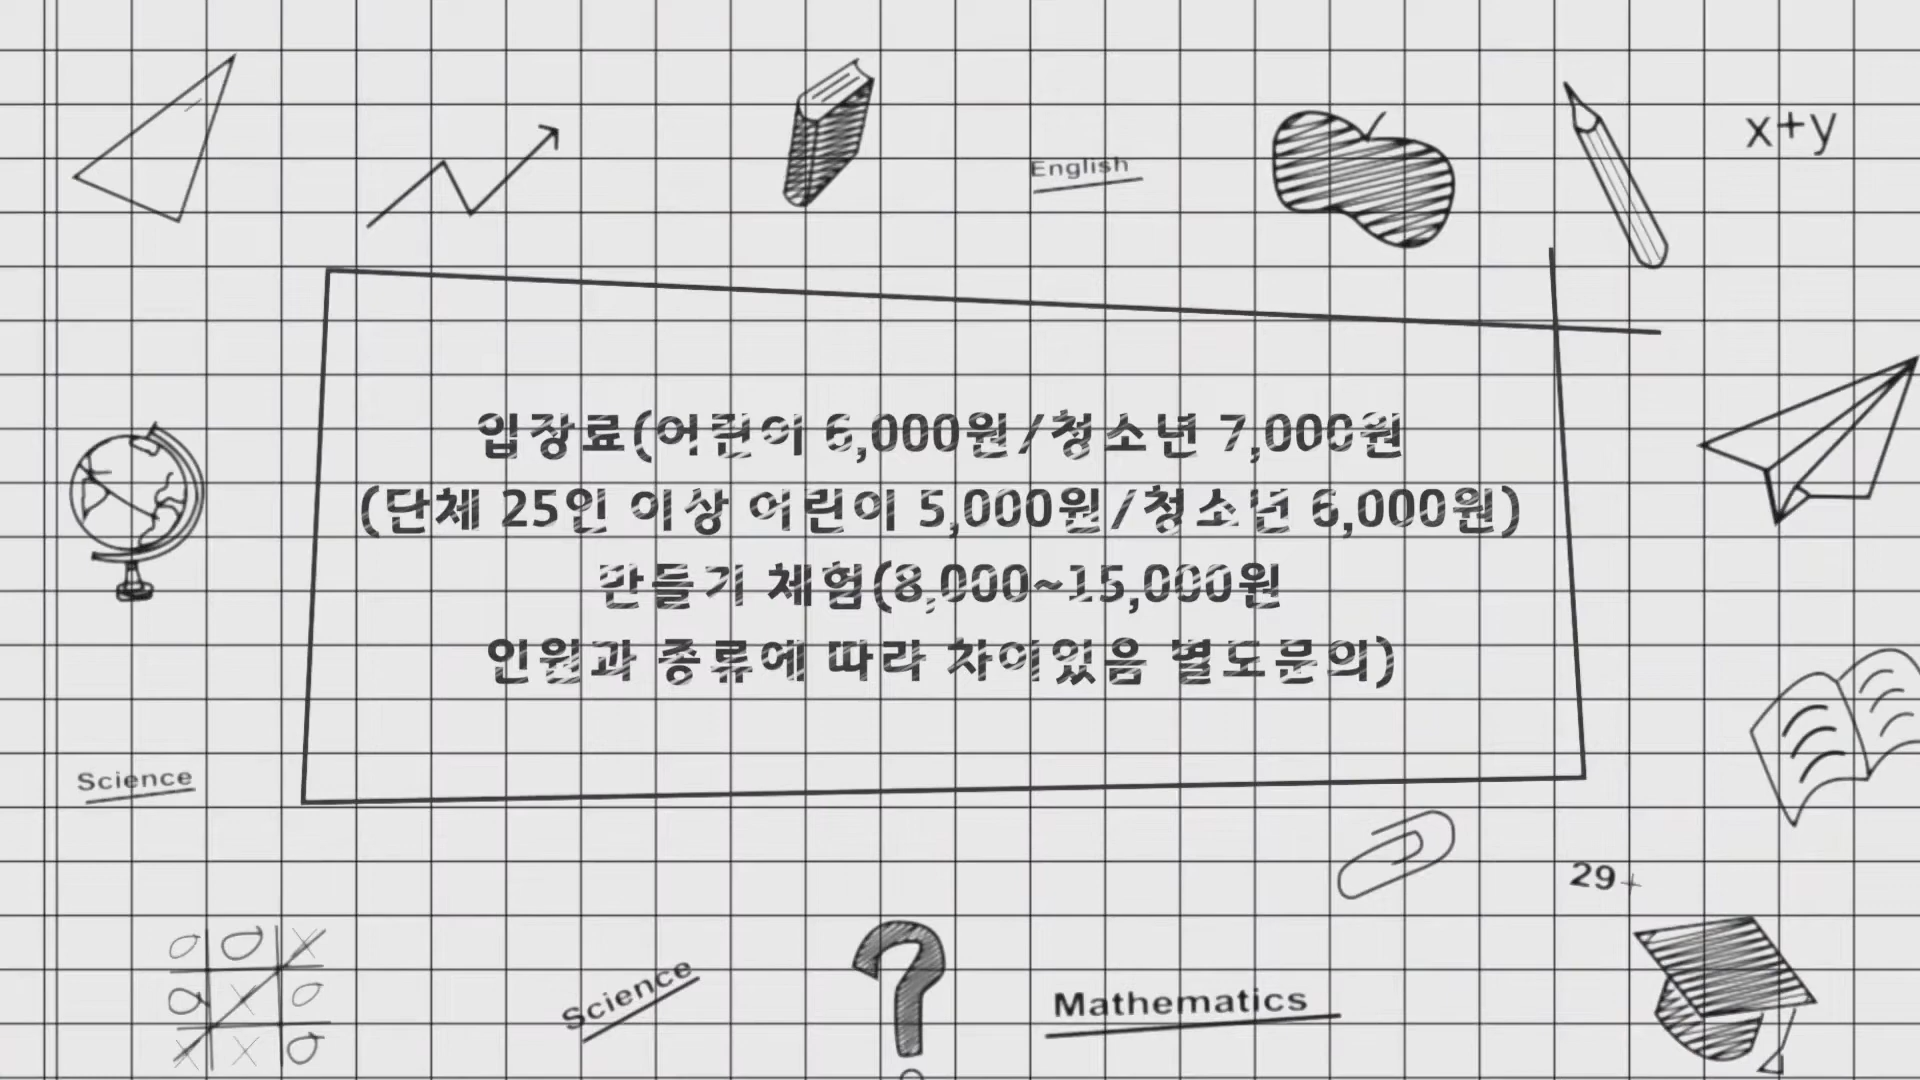 x+y
English
입장료(어린이 6,000원/청소년 7,000원
(단체 25인 이상 어린이 5,000원/청소년 6,000원)
만들기 체험(8,000~15,000원
인원과 종류에 따라 차이있음 별도문의)
Science
29+
Science
Mathematics